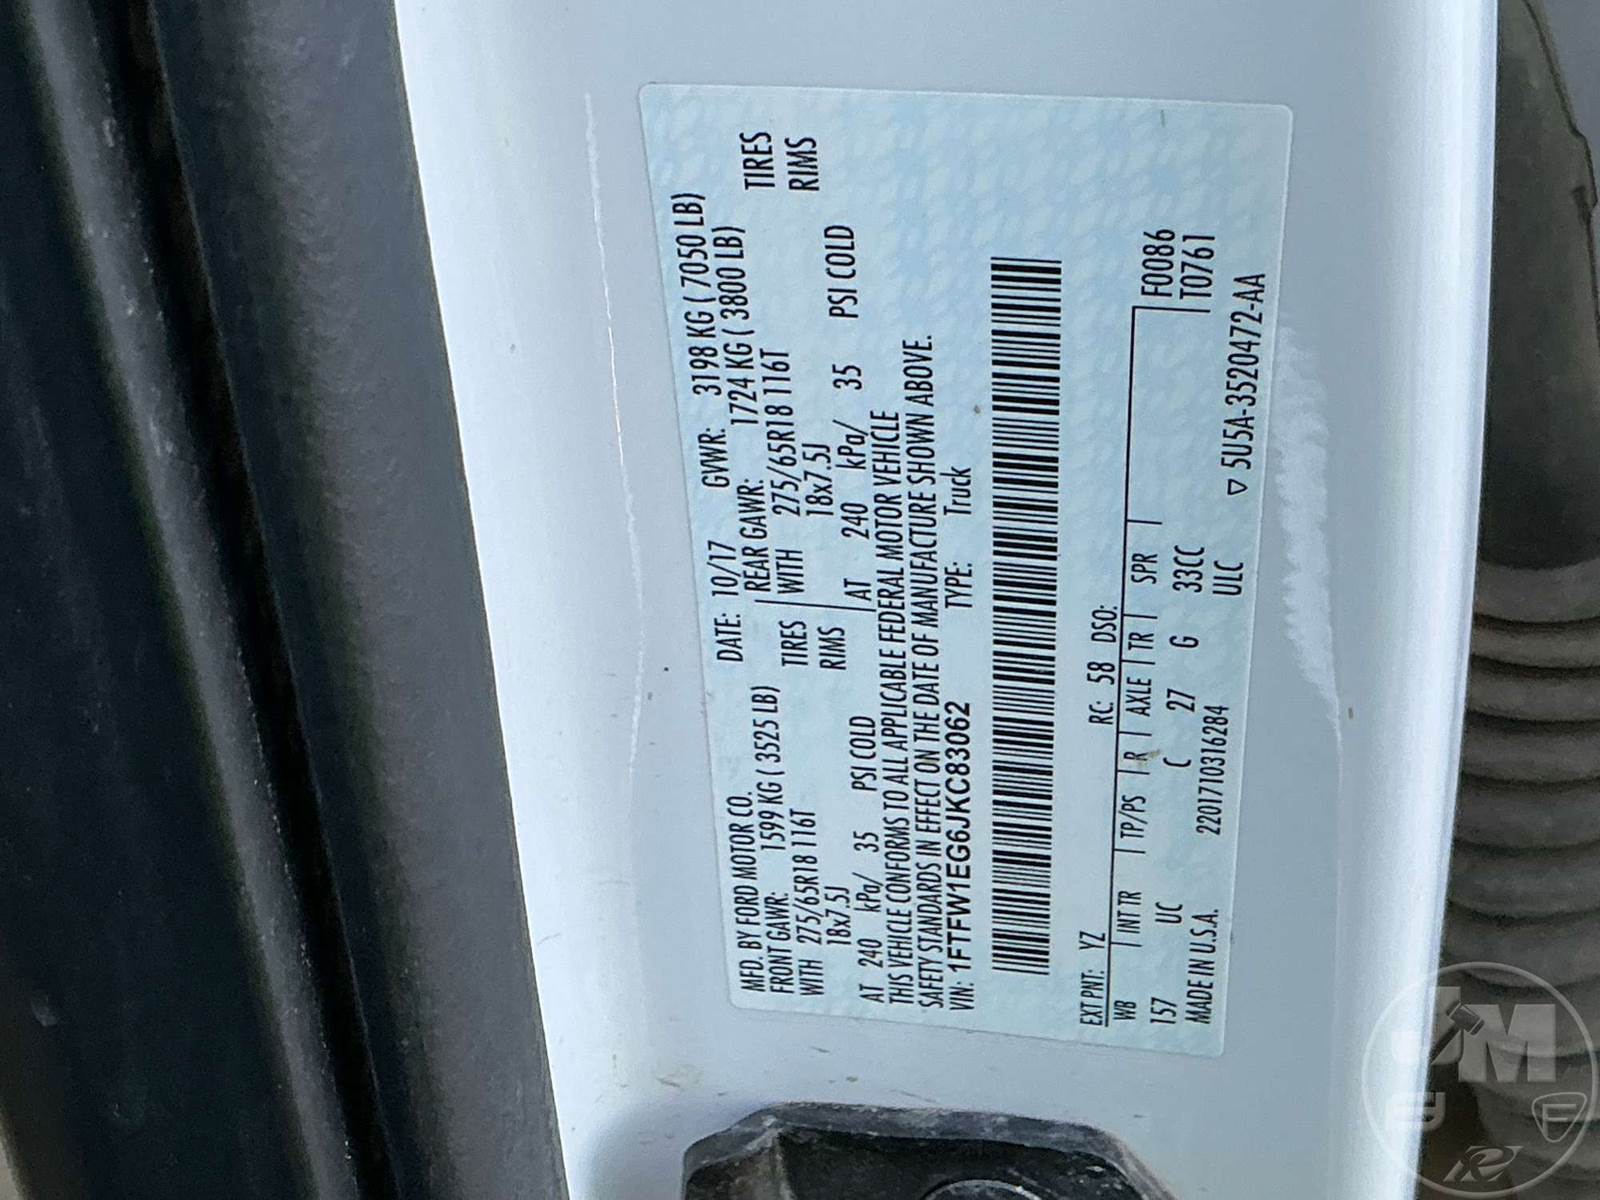 MFD. BY FORD MOTOR CO. DATE: 10/17 GVWR: 3198 KG ( 7050 LB)
FRONT GAWR: 1599 KG ( 3525 LB) REAR GAWR: 1724 KG ( 3800 LB)
WITH 275/65R18 116T TIRES WITH 275/65R18 116T TIRES
18x7.5J RIMS 18x7.5J RIMS
AT 240 kPa/ 35 PSI COLD AT 240 kPa/ 35 PSI COLD
THIS VEHICLE CONFORMS TO ALL APPLICABLE FEDERAL MOTOR VEHICLE
SAFETY STANDARDS IN EFFECT ON THE DATE OF MANUFACTURE SHOWN ABOVE.
VIN: 1FTFW1EG6JKC83062 TYPE: Truck
EXT PNT: YZ RC: 58 DSO:
WB INT TR TP/PS R AXLE TR SPR F0086
157 UC C 27 G 33CC T0761
MADE IN U.S.A. 2201710316284 ULC ▽ 5U5A-3520472-AA
JM